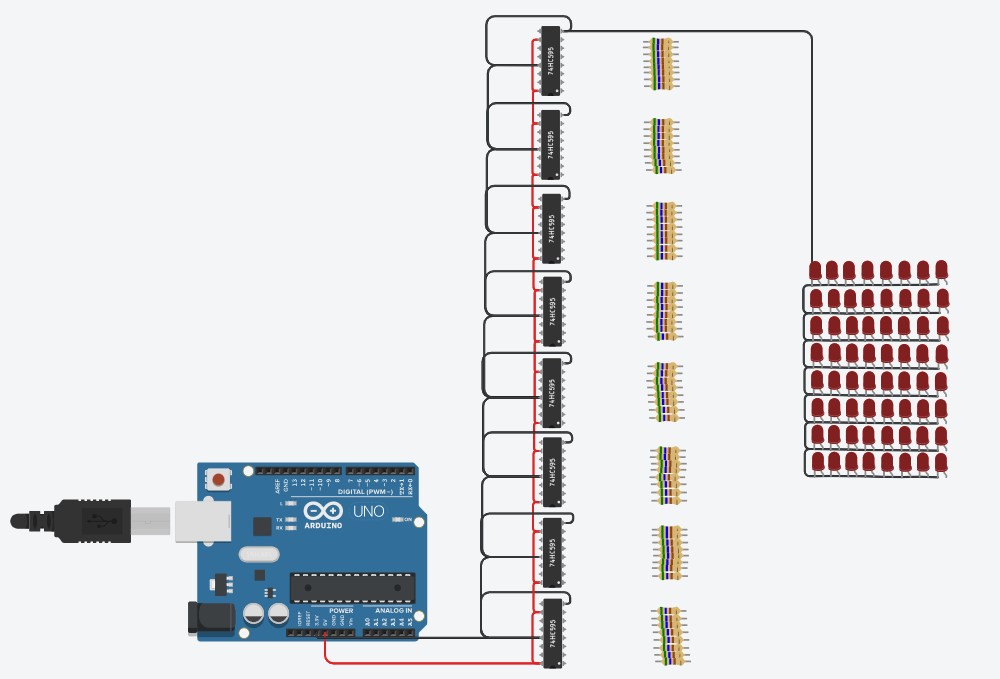 74HC595
74HC595
74HC595
74HC595
74HC595
74HC595
74HC595
74HC595
AREF
GND
13
12
~11
~10
~9
8
7
~6
~5
4
~3
2
TX→1
RX←0
DIGITAL (PWM~)
L
TX
RX
ARDUINO
UNO
ON
POWER
ANALOG IN
IOREF
RESET
3.3V
5V
GND
GND
Vin
A0
A1
A2
A3
A4
A5